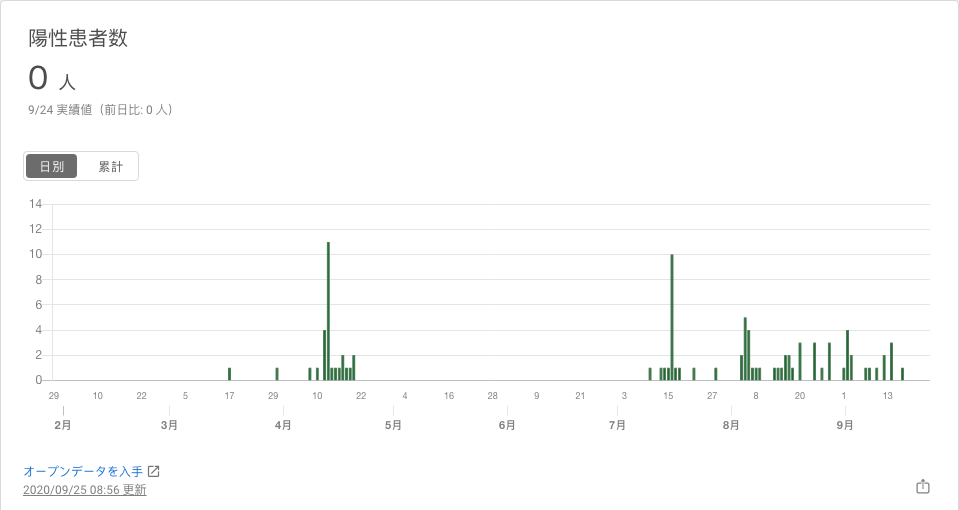 陽性患者数
0 人
9/24 実績値（前日比: 0 人）
日別 累計
14
12
10
8
6
4
2
0
29 10 22 5 17 29 10 22 4 16 28 9 21 3 15 27 8 20 1 13
2月 3月 4月 5月 6月 7月 8月 9月
オープンデータを入手
2020/09/25 08:56 更新